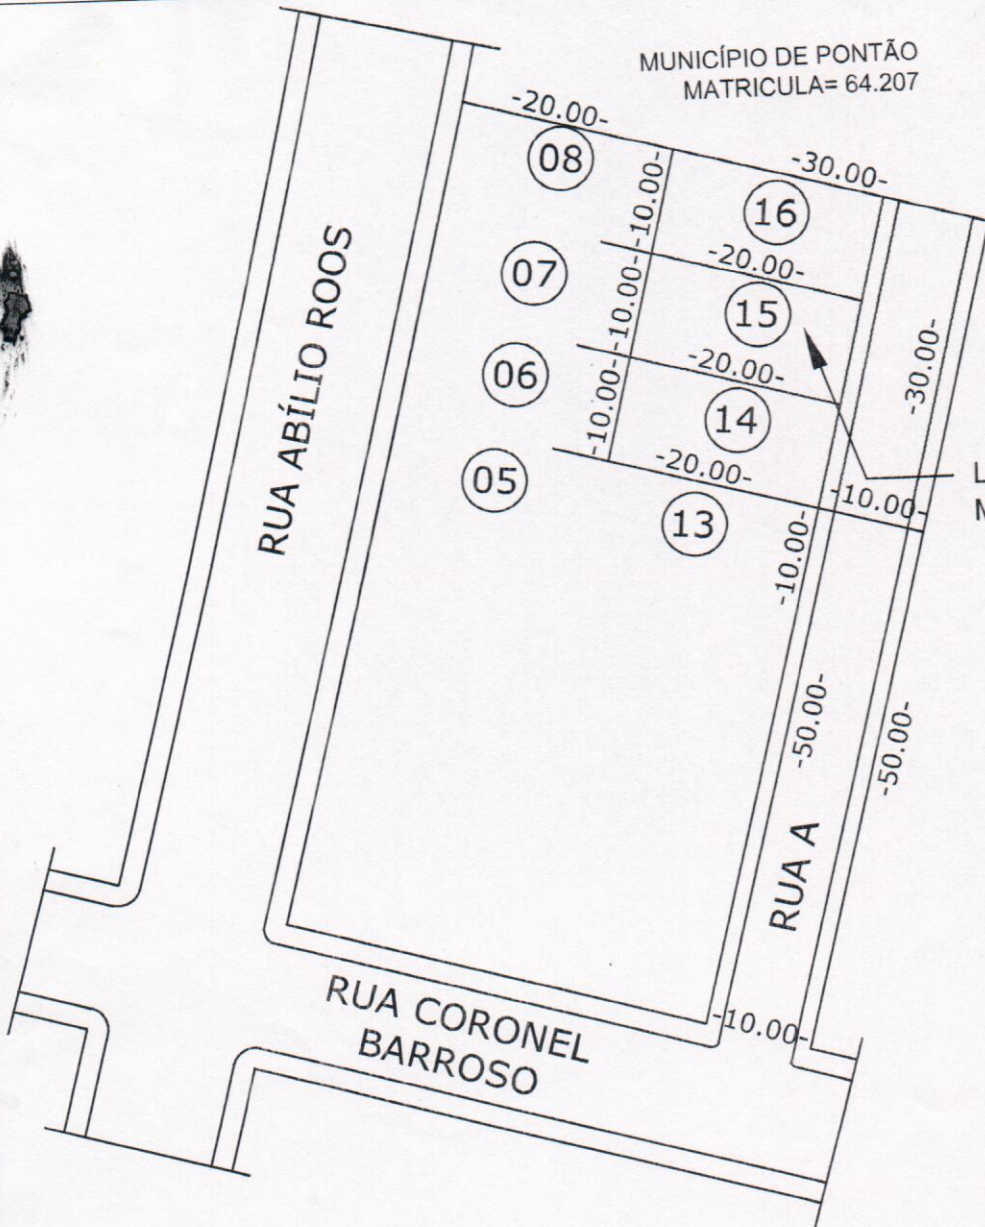 MUNICÍPIO DE PONTÃO
MATRICULA= 64.207
-20.00-
08
-10.00-
-30.00-
16
RUA ABÍLIO ROOS
07
-10.00-
-20.00-
15
-30.00-
06
-10.00-
-20.00-
14
05
-20.00-
-10.00-
L
M
13
-10.00-
-50.00-
-50.00-
RUA A
RUA CORONEL
BARROSO
-10.00-